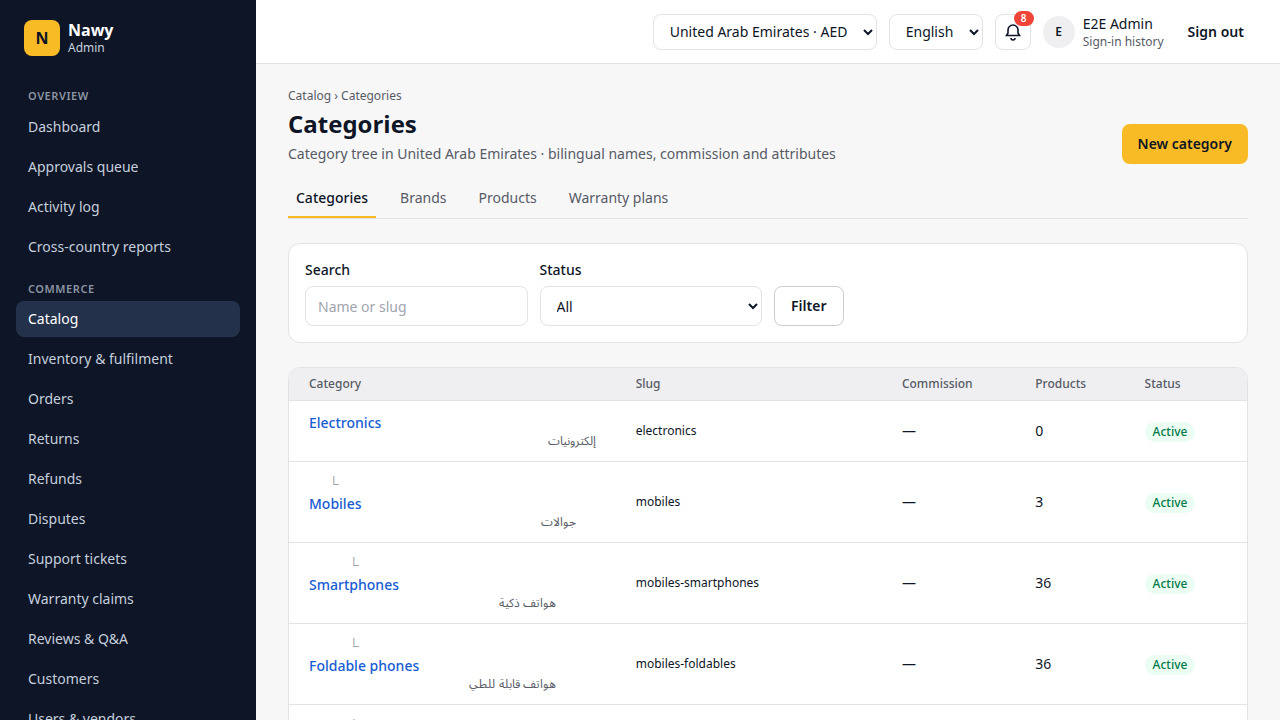 N
Nawy
Admin
United Arab Emirates · AED
English
8
E
E2E Admin
Sign-in history
Sign out
OVERVIEW
Dashboard
Approvals queue
Activity log
Cross-country reports
COMMERCE
Catalog
Inventory & fulfilment
Orders
Returns
Refunds
Disputes
Support tickets
Warranty claims
Reviews & Q&A
Customers
Users & vendors
Catalog › Categories
Categories
Category tree in United Arab Emirates · bilingual names, commission and attributes
New category
Categories Brands Products Warranty plans
Search
Status
Name or slug
All
Filter
Category Slug Commission Products Status
Electronics
إلكترونيات
electronics — 0 Active
└
Mobiles
جوالات
mobiles — 3 Active
└
Smartphones
هواتف ذكية
mobiles-smartphones — 36 Active
└
Foldable phones
هواتف قابلة للطي
mobiles-foldables — 36 Active